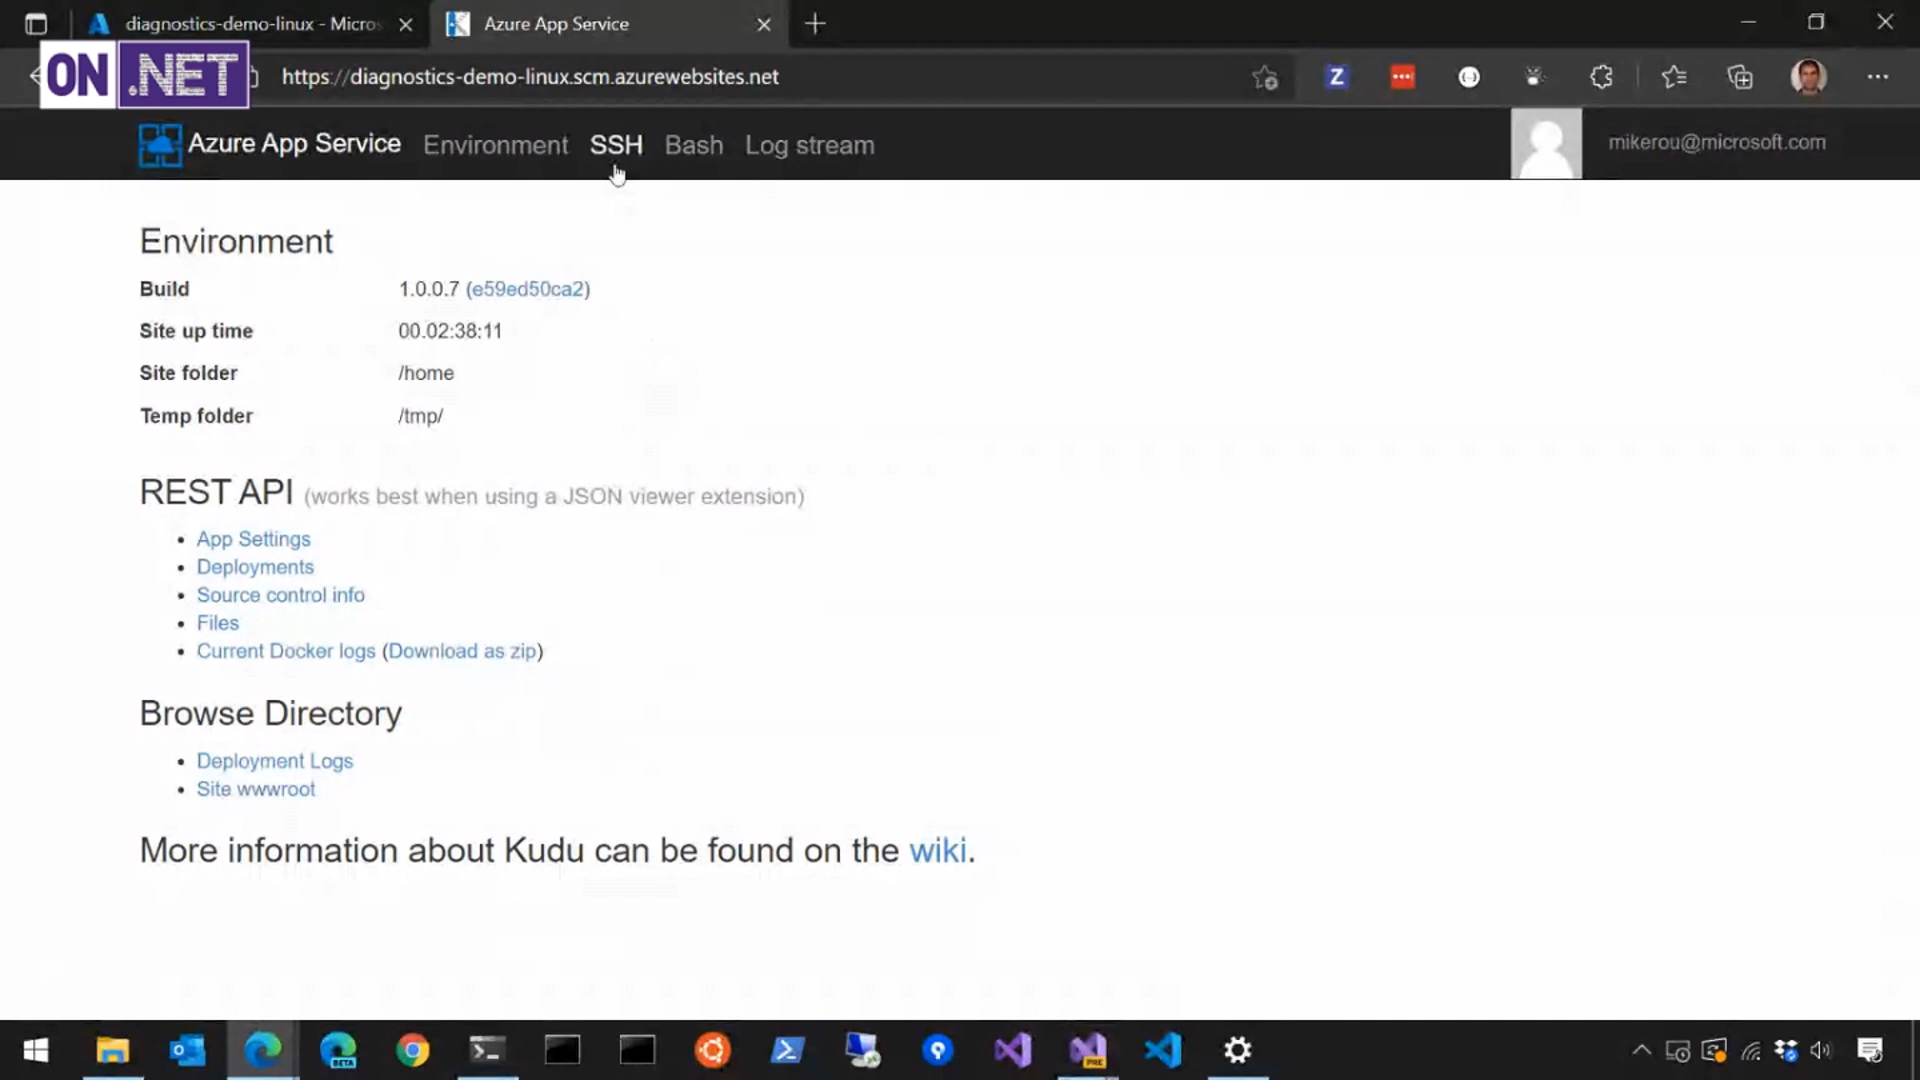 diagnostics-demo-linux - Micros
Azure App Service
ON .NET
https://diagnostics-demo-linux.scm.azurewebsites.net
Z
Azure App Service Environment SSH Bash Log stream mikerou@microsoft.com
Environment
Build 1.0.0.7 (e59ed50ca2)
Site up time 00.02:38:11
Site folder /home
Temp folder /tmp/
REST API (works best when using a JSON viewer extension)
• App Settings
• Deployments
• Source control info
• Files
• Current Docker logs (Download as zip)
Browse Directory
• Deployment Logs
• Site wwwroot
More information about Kudu can be found on the wiki.
BETA
PRE